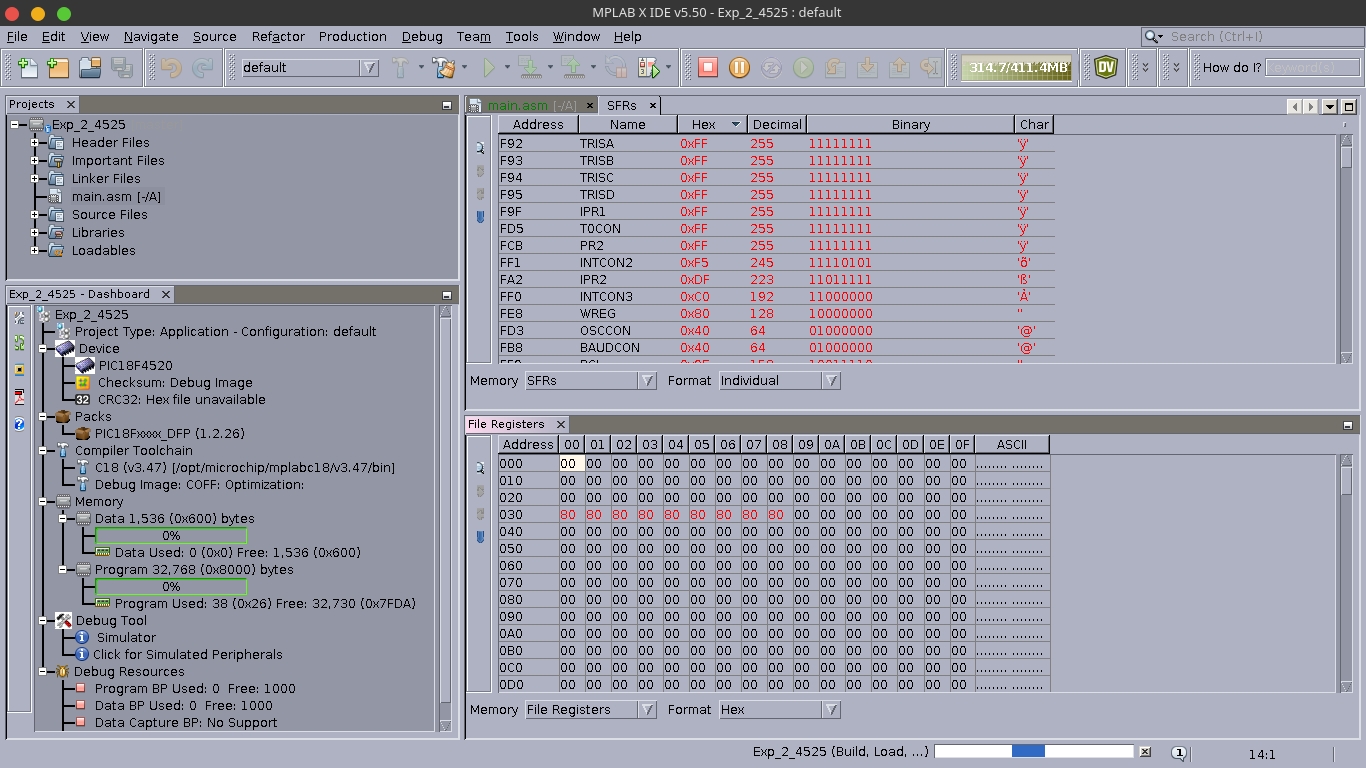 MPLAB X IDE v5.50 - Exp_2_4525 : default
File Edit View Navigate Source Refactor Production Debug Team Tools Window Help
Search (Ctrl+I)
default
314.7/411.4MB
DV
How do I?
keyword(s)
Projects
Exp_2_4525
Header Files
Important Files
Linker Files
main.asm [-/A]
Source Files
Libraries
Loadables
Exp_2_4525 - Dashboard
Exp_2_4525
Project Type: Application - Configuration: default
Device
PIC18F4520
Checksum: Debug Image
32 CRC32: Hex file unavailable
Packs
PIC18Fxxxx_DFP (1.2.26)
Compiler Toolchain
C18 (v3.47) [/opt/microchip/mplabc18/v3.47/bin]
Debug Image: COFF: Optimization:
Memory
Data 1,536 (0x600) bytes
0%
Data Used: 0 (0x0) Free: 1,536 (0x600)
Program 32,768 (0x8000) bytes
0%
Program Used: 38 (0x26) Free: 32,730 (0x7FDA)
Debug Tool
Simulator
Click for Simulated Peripherals
Debug Resources
Program BP Used: 0 Free: 1000
Data BP Used: 0 Free: 1000
Data Capture BP: No Support
main.asm [-/A] SFRs
Address Name Hex Decimal Binary Char
F92 TRISA 0xFF 255 11111111 'ÿ'
F93 TRISB 0xFF 255 11111111 'ÿ'
F94 TRISC 0xFF 255 11111111 'ÿ'
F95 TRISD 0xFF 255 11111111 'ÿ'
F9F IPR1 0xFF 255 11111111 'ÿ'
FD5 T0CON 0xFF 255 11111111 'ÿ'
FCB PR2 0xFF 255 11111111 'ÿ'
FF1 INTCON2 0xF5 245 11110101 'õ'
FA2 IPR2 0xDF 223 11011111 'ß'
FF0 INTCON3 0xC0 192 11000000 'À'
FE8 WREG 0x80 128 10000000 ''
FD3 OSCCON 0x40 64 01000000 '@'
FB8 BAUDCON 0x40 64 01000000 '@'
Memory SFRs Format Individual
File Registers
Address 00 01 02 03 04 05 06 07 08 09 0A 0B 0C 0D 0E 0F ASCII
000 00 00 00 00 00 00 00 00 00 00 00 00 00 00 00 00 ........ ........
010 00 00 00 00 00 00 00 00 00 00 00 00 00 00 00 00 ........ ........
020 00 00 00 00 00 00 00 00 00 00 00 00 00 00 00 00 ........ ........
030 80 80 80 80 80 80 80 80 80 00 00 00 00 00 00 00 ........ ........
040 00 00 00 00 00 00 00 00 00 00 00 00 00 00 00 00 ........ ........
050 00 00 00 00 00 00 00 00 00 00 00 00 00 00 00 00 ........ ........
060 00 00 00 00 00 00 00 00 00 00 00 00 00 00 00 00 ........ ........
070 00 00 00 00 00 00 00 00 00 00 00 00 00 00 00 00 ........ ........
080 00 00 00 00 00 00 00 00 00 00 00 00 00 00 00 00 ........ ........
090 00 00 00 00 00 00 00 00 00 00 00 00 00 00 00 00 ........ ........
0A0 00 00 00 00 00 00 00 00 00 00 00 00 00 00 00 00 ........ ........
0B0 00 00 00 00 00 00 00 00 00 00 00 00 00 00 00 00 ........ ........
0C0 00 00 00 00 00 00 00 00 00 00 00 00 00 00 00 00 ........ ........
0D0 00 00 00 00 00 00 00 00 00 00 00 00 00 00 00 00 ........ ........
Memory File Registers Format Hex
Exp_2_4525 (Build, Load, ...)
1
14:1